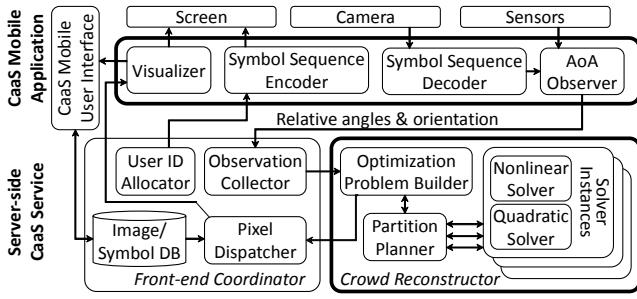 Screen
Camera
Sensors
CaaS Mobile
Application
CaaS Mobile
User Interface
Visualizer
Symbol Sequence
Encoder
Symbol Sequence
Decoder
AoA
Observer
Relative angles & orientation
Server-side
CaaS Service
User ID
Allocator
Observation
Collector
Optimization
Problem Builder
Nonlinear
Solver
Quadratic
Solver
Solver
Instances
Image/
Symbol DB
Pixel
Dispatcher
Partition
Planner
Front-end Coordinator
Crowd Reconstructor